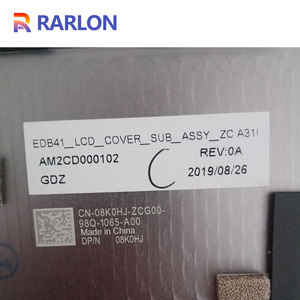 RARLON
EDB41__LCD__COVER__SUB__ASSY__ZC A31!
AM2CD000102
REV:0A
GDZ
2019/08/26
CN-08K0HJ-ZCG00-
98Q-1065-A00
Made in China
DP/N 08K0HJ